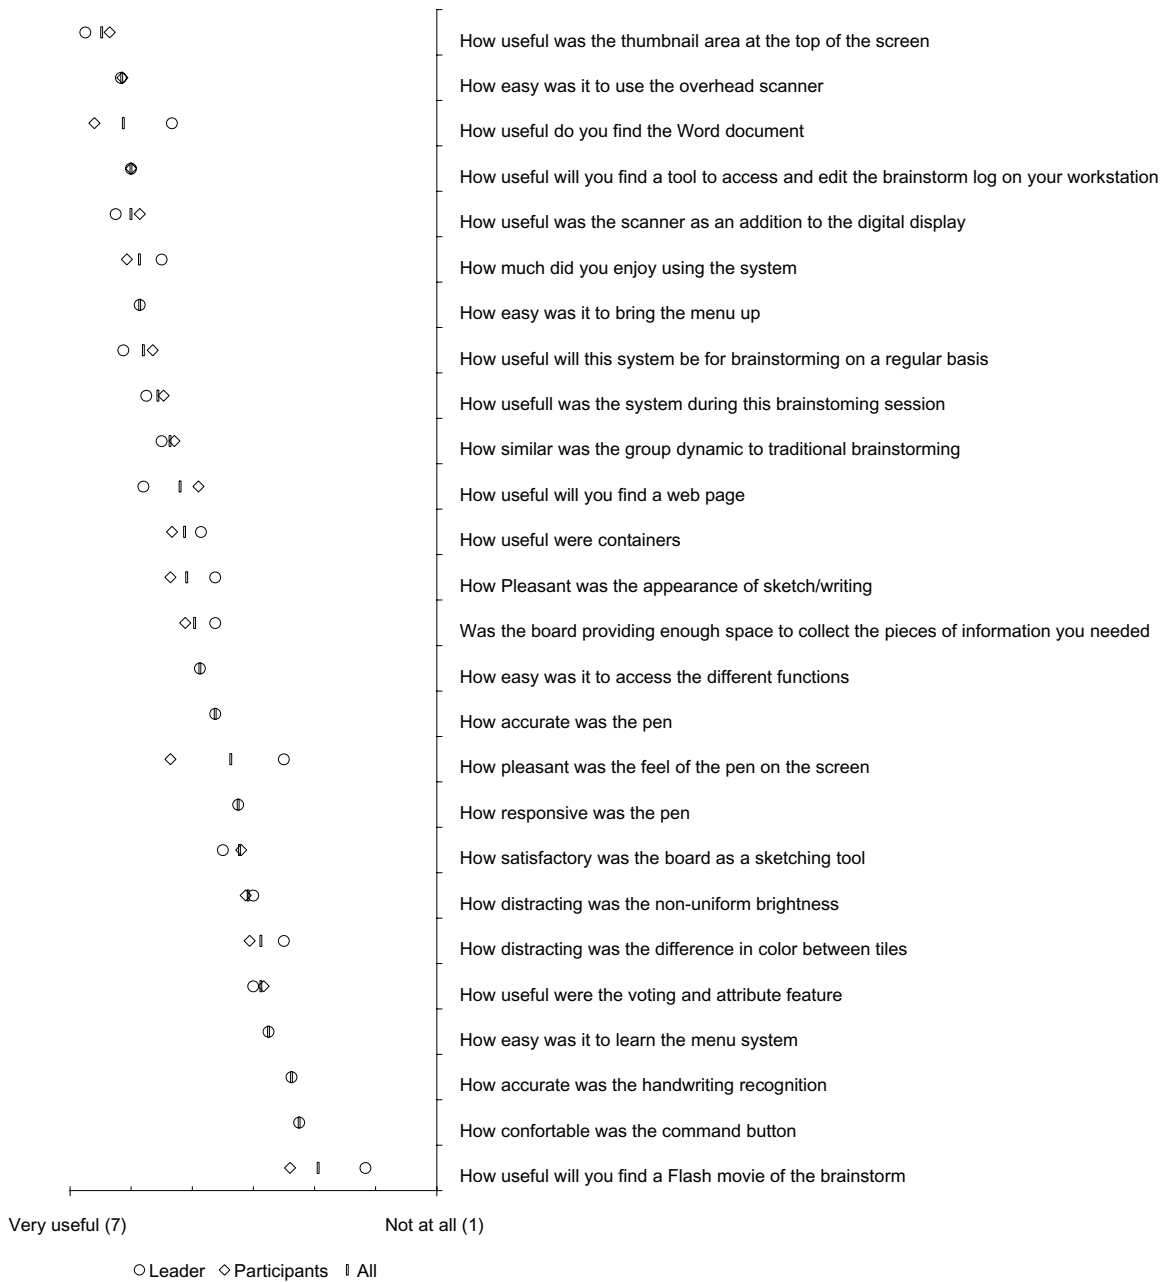 How useful was the thumbnail area at the top of the screen
How easy was it to use the overhead scanner
How useful do you find the Word document
How useful will you find a tool to access and edit the brainstorm log on your workstation
How useful was the scanner as an addition to the digital display
How much did you enjoy using the system
How easy was it to bring the menu up
How useful will this system be for brainstorming on a regular basis
How usefull was the system during this brainstoming session
How similar was the group dynamic to traditional brainstorming
How useful will you find a web page
How useful were containers
How Pleasant was the appearance of sketch/writing
Was the board providing enough space to collect the pieces of information you needed
How easy was it to access the different functions
How accurate was the pen
How pleasant was the feel of the pen on the screen
How responsive was the pen
How satisfactory was the board as a sketching tool
How distracting was the non-uniform brightness
How distracting was the difference in color between tiles
How useful were the voting and attribute feature
How easy was it to learn the menu system
How accurate was the handwriting recognition
How confortable was the command button
How useful will you find a Flash movie of the brainstorm
Very useful (7) Not at all (1)
Leader Participants All